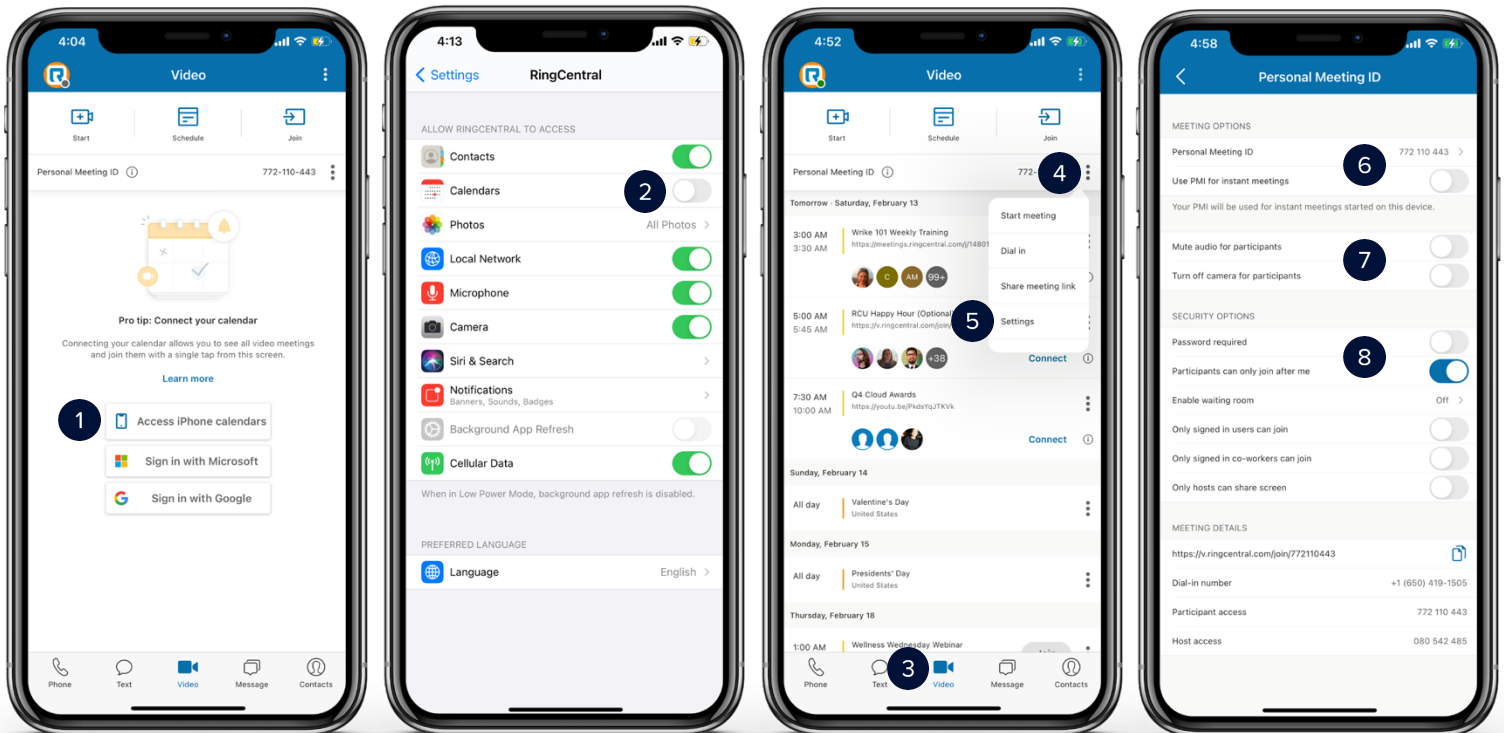 4:04
Video
Start
Schedule
Join
Personal Meeting ID
772-110-443
Pro tip: Connect your calendar
Connecting your calendar allows you to see all video meetings
and join them with a single tap from this screen.
Learn more
1
Access iPhone calendars
Sign in with Microsoft
Sign in with Google
Phone
Text
Video
Message
Contacts
4:13
Settings
RingCentral
ALLOW RINGCENTRAL TO ACCESS
Contacts
Calendars
2
Photos
All Photos
Local Network
Microphone
Camera
Siri & Search
Notifications
Banners, Sounds, Badges
Background App Refresh
Cellular Data
When in Low Power Mode, background app refresh is disabled.
PREFERRED LANGUAGE
Language
English
4:52
Video
Start
Schedule
Join
Personal Meeting ID
772-
4
Tomorrow - Saturday, February 13
3:00 AM
3:30 AM
Wrike 101 Weekly Training
https://meetings.ringcentral.com/j/14801
C
AM
99+
Start meeting
Dial in
Share meeting link
5
Settings
5:00 AM
5:45 AM
RCU Happy Hour (Optional
https://v.ringcentral.com/join/
+38
Connect
7:30 AM
10:00 AM
Q4 Cloud Awards
https://youtu.be/PkdsYqJTKVk
Connect
Sunday, February 14
All day
Valentine's Day
United States
Monday, February 15
All day
Presidents' Day
United States
Thursday, February 18
1:00 AM
Wellness Wednesday Webinar
Join
Phone
Text
3
Video
Message
Contacts
4:58
Personal Meeting ID
MEETING OPTIONS
Personal Meeting ID
772 110 443
6
Use PMI for instant meetings
Your PMI will be used for instant meetings started on this device.
Mute audio for participants
7
Turn off camera for participants
SECURITY OPTIONS
Password required
8
Participants can only join after me
Enable waiting room
Off
Only signed in users can join
Only signed in co-workers can join
Only hosts can share screen
MEETING DETAILS
https://v.ringcentral.com/join/772110443
Dial-in number
+1 (650) 419-1505
Participant access
772 110 443
Host access
080 542 485